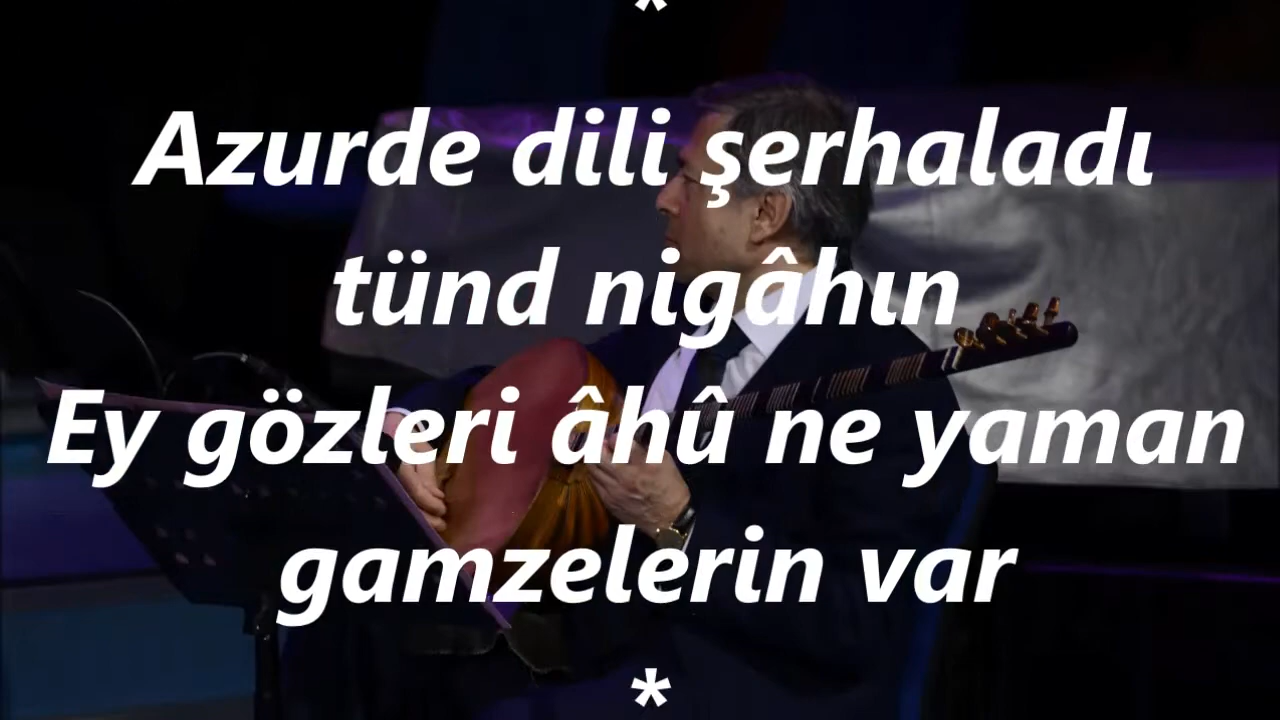 *
Azurde dili şerhaladı
tünd nigâhın
Ey gözleri âhû ne yaman
gamzelerin var
*